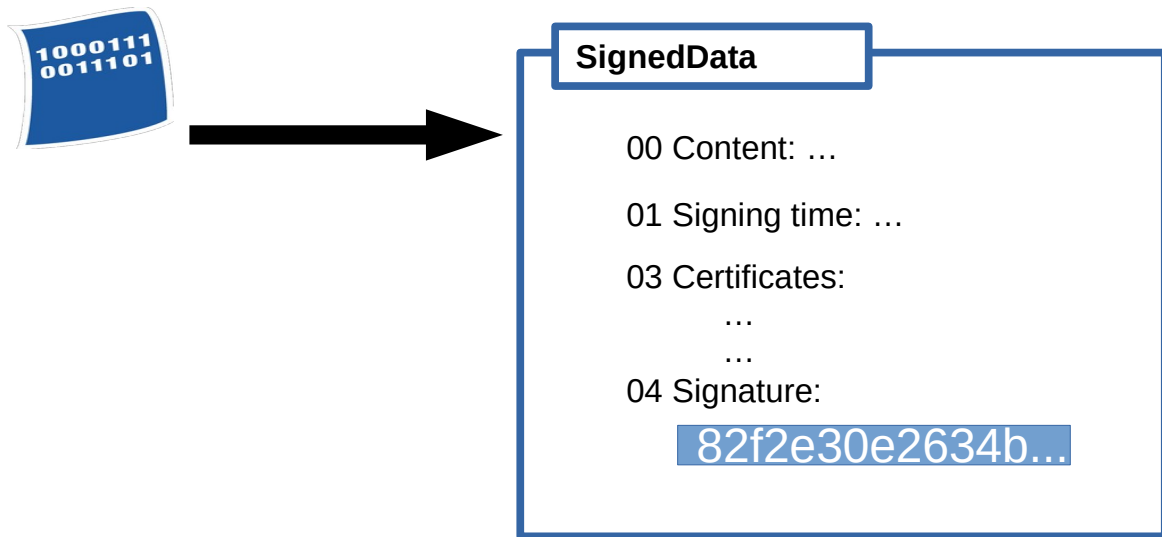 1000111
0011101
SignedData
00 Content: …
01 Signing time: …
03 Certificates:
…
…
04 Signature:
82f2e30e2634b...